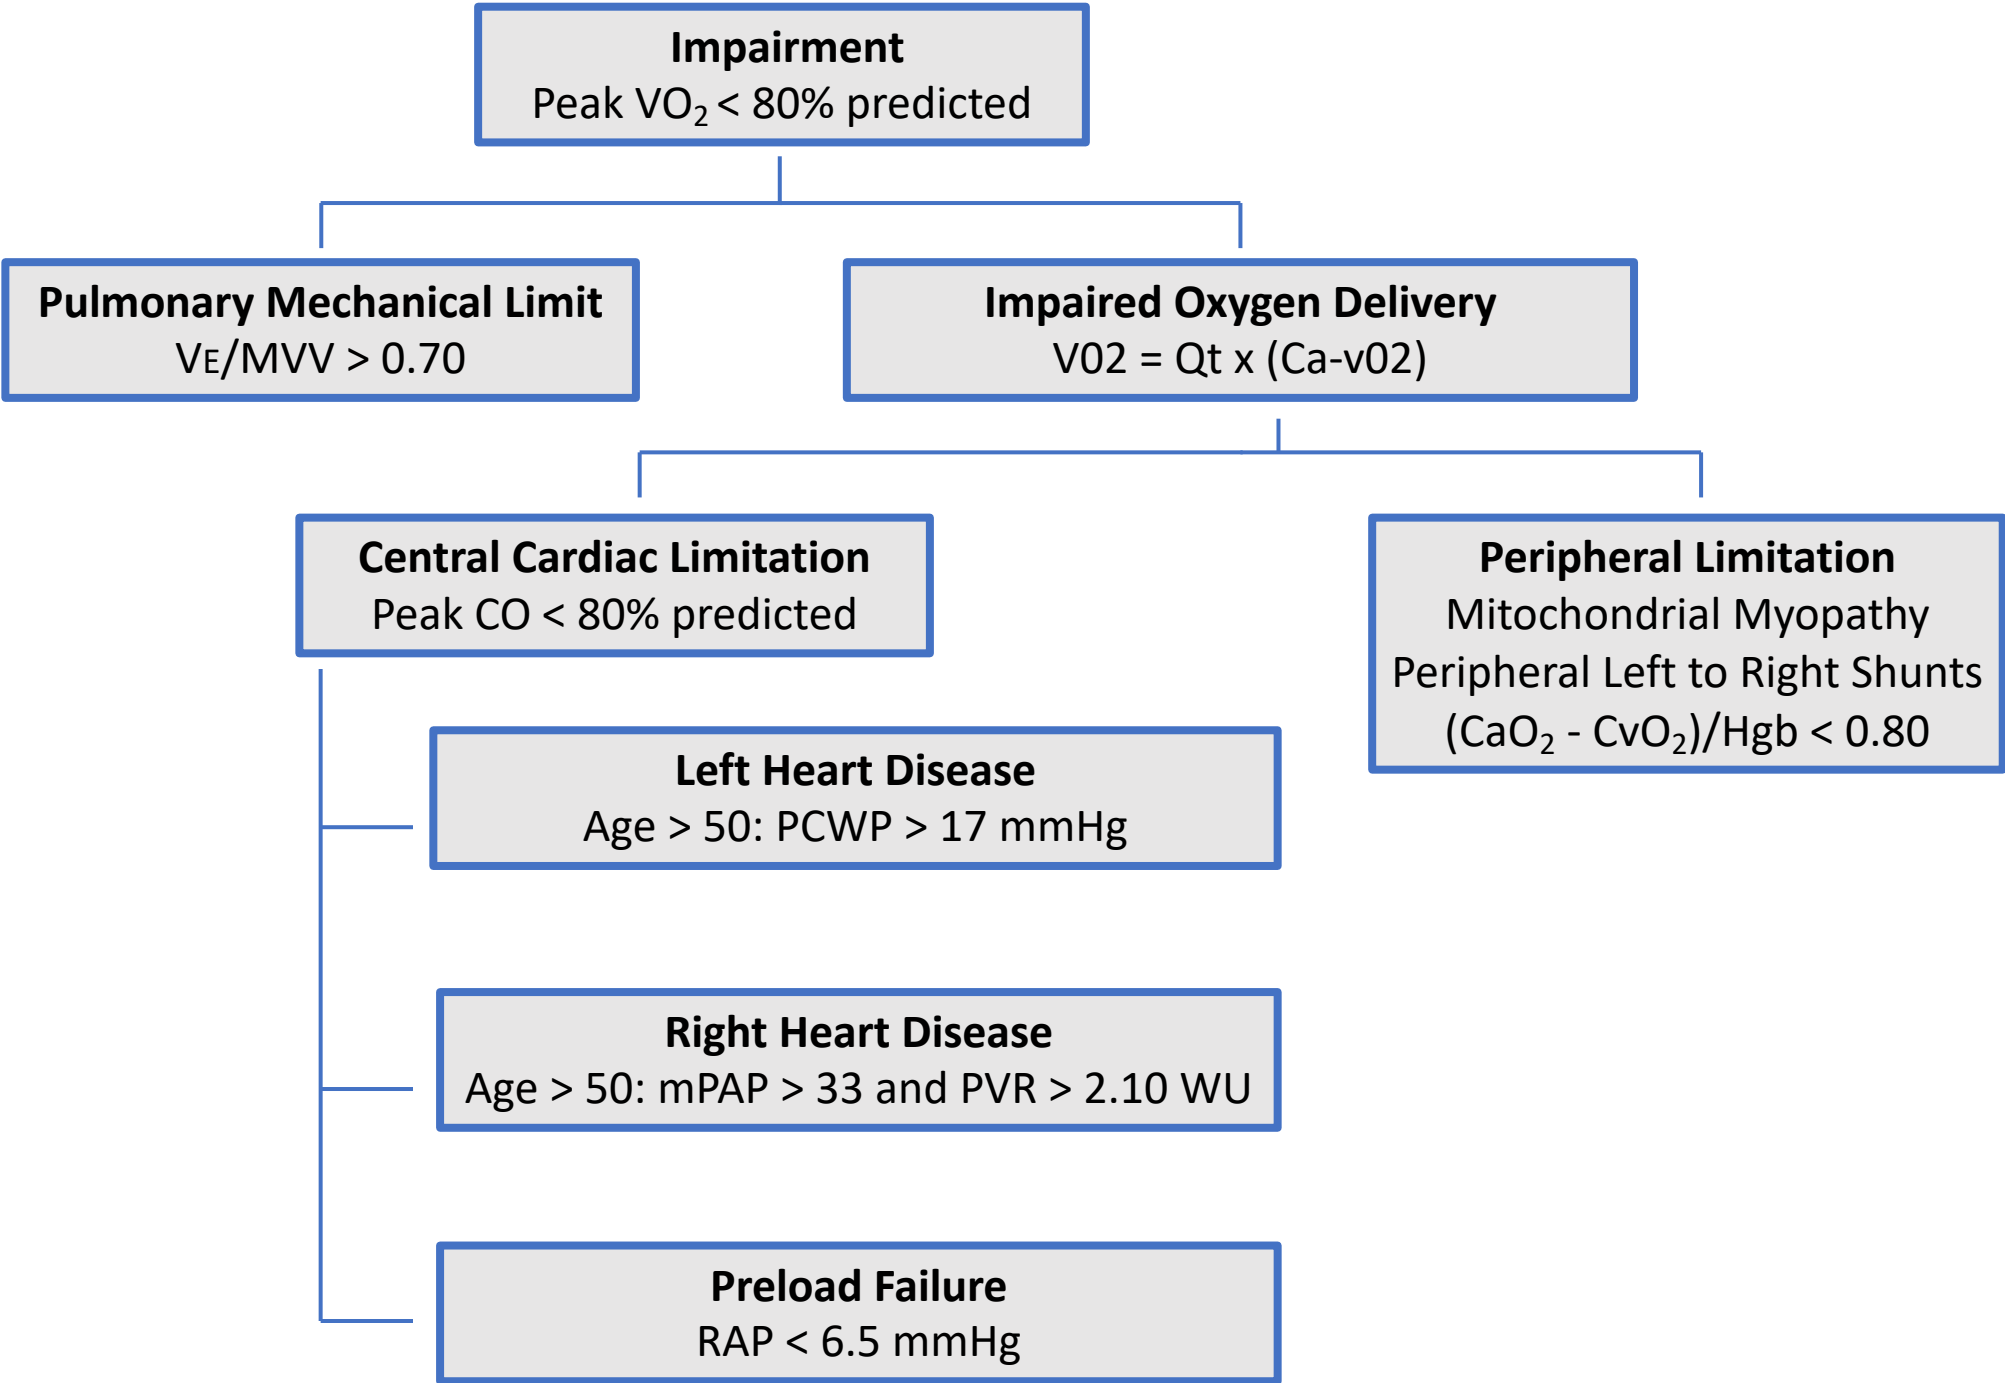 Impairment
Peak VO₂ < 80% predicted
Pulmonary Mechanical Limit
VE/MVV > 0.70
Impaired Oxygen Delivery
V02 = Qt x (Ca-v02)
Central Cardiac Limitation
Peak CO < 80% predicted
Peripheral Limitation
Mitochondrial Myopathy
Peripheral Left to Right Shunts
(CaO₂ - CvO₂)/Hgb < 0.80
Left Heart Disease
Age > 50: PCWP > 17 mmHg
Right Heart Disease
Age > 50: mPAP > 33 and PVR > 2.10 WU
Preload Failure
RAP < 6.5 mmHg